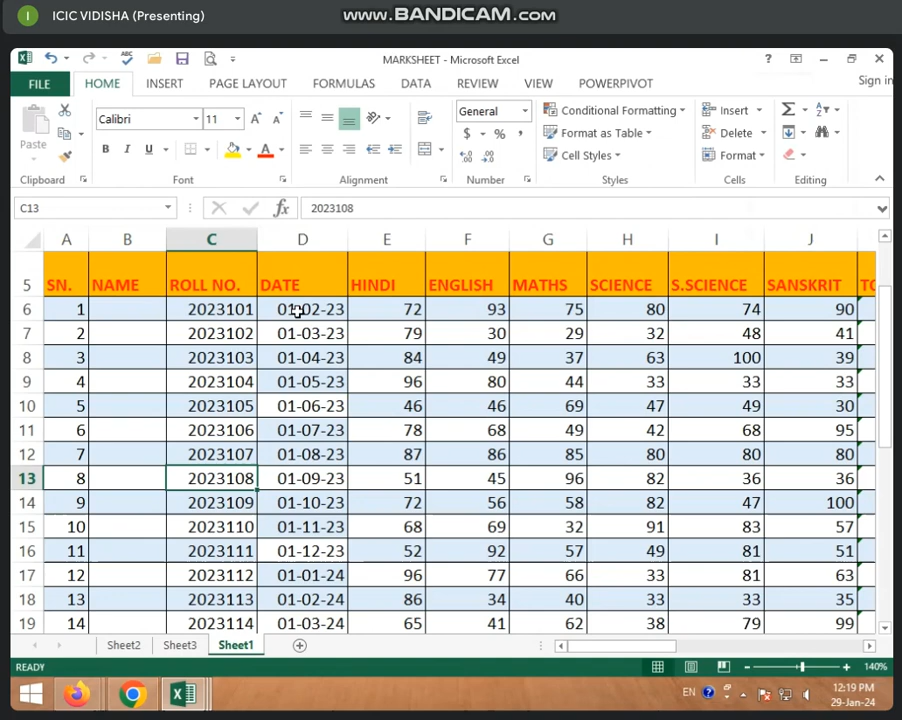 I ICIC VIDISHA (Presenting)
WWW.BANDICAM.COM
MARKSHEET - Microsoft Excel
FILE HOME INSERT PAGE LAYOUT FORMULAS DATA REVIEW VIEW POWERPIVOT Sign in
Paste Calibri 11 General Conditional Formatting Insert
B I U A $ % , Format as Table Delete
Cell Styles Format
Clipboard Font Alignment Number Styles Cells Editing
C13 fx 2023108
A B C D E F G H I J
5 SN. NAME ROLL NO. DATE HINDI ENGLISH MATHS SCIENCE S.SCIENCE SANSKRIT TO
6 1 2023101 01-02-23 72 93 75 80 74 90
7 2 2023102 01-03-23 79 30 29 32 48 41
8 3 2023103 01-04-23 84 49 37 63 100 39
9 4 2023104 01-05-23 96 80 44 33 33 33
10 5 2023105 01-06-23 46 46 69 47 49 30
11 6 2023106 01-07-23 78 68 49 42 68 95
12 7 2023107 01-08-23 87 86 85 80 80 80
13 8 2023108 01-09-23 51 45 96 82 36 36
14 9 2023109 01-10-23 72 56 58 82 47 100
15 10 2023110 01-11-23 68 69 32 91 83 57
16 11 2023111 01-12-23 52 92 57 49 81 51
17 12 2023112 01-01-24 96 77 66 33 81 63
18 13 2023113 01-02-24 86 34 40 33 33 35
19 14 2023114 01-03-24 65 41 62 38 79 99
Sheet2 Sheet3 Sheet1
READY 140%
EN 12:19 PM
29-Jan-24